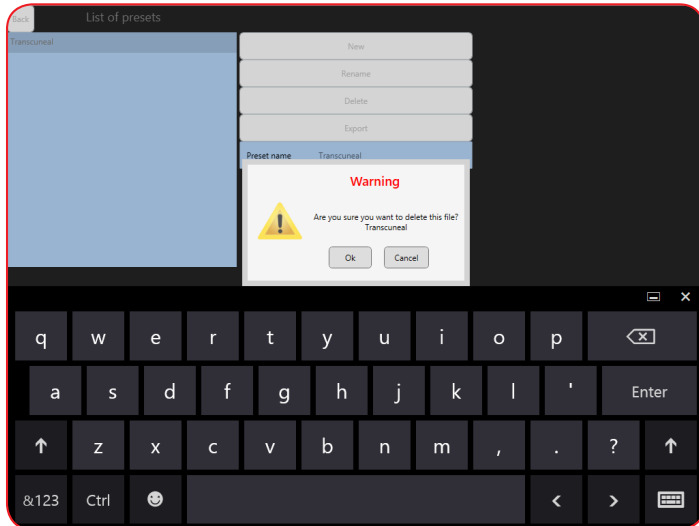 Back List of presets
Transcuneal
New
Rename
Delete
Export
Preset name Transcuneal
Warning
Are you sure you want to delete this file?
Transcuneal
Ok Cancel
q w e r t y u i o p
a s d f g h j k l ' Enter
z x c v b n m , . ?
&123 Ctrl < >